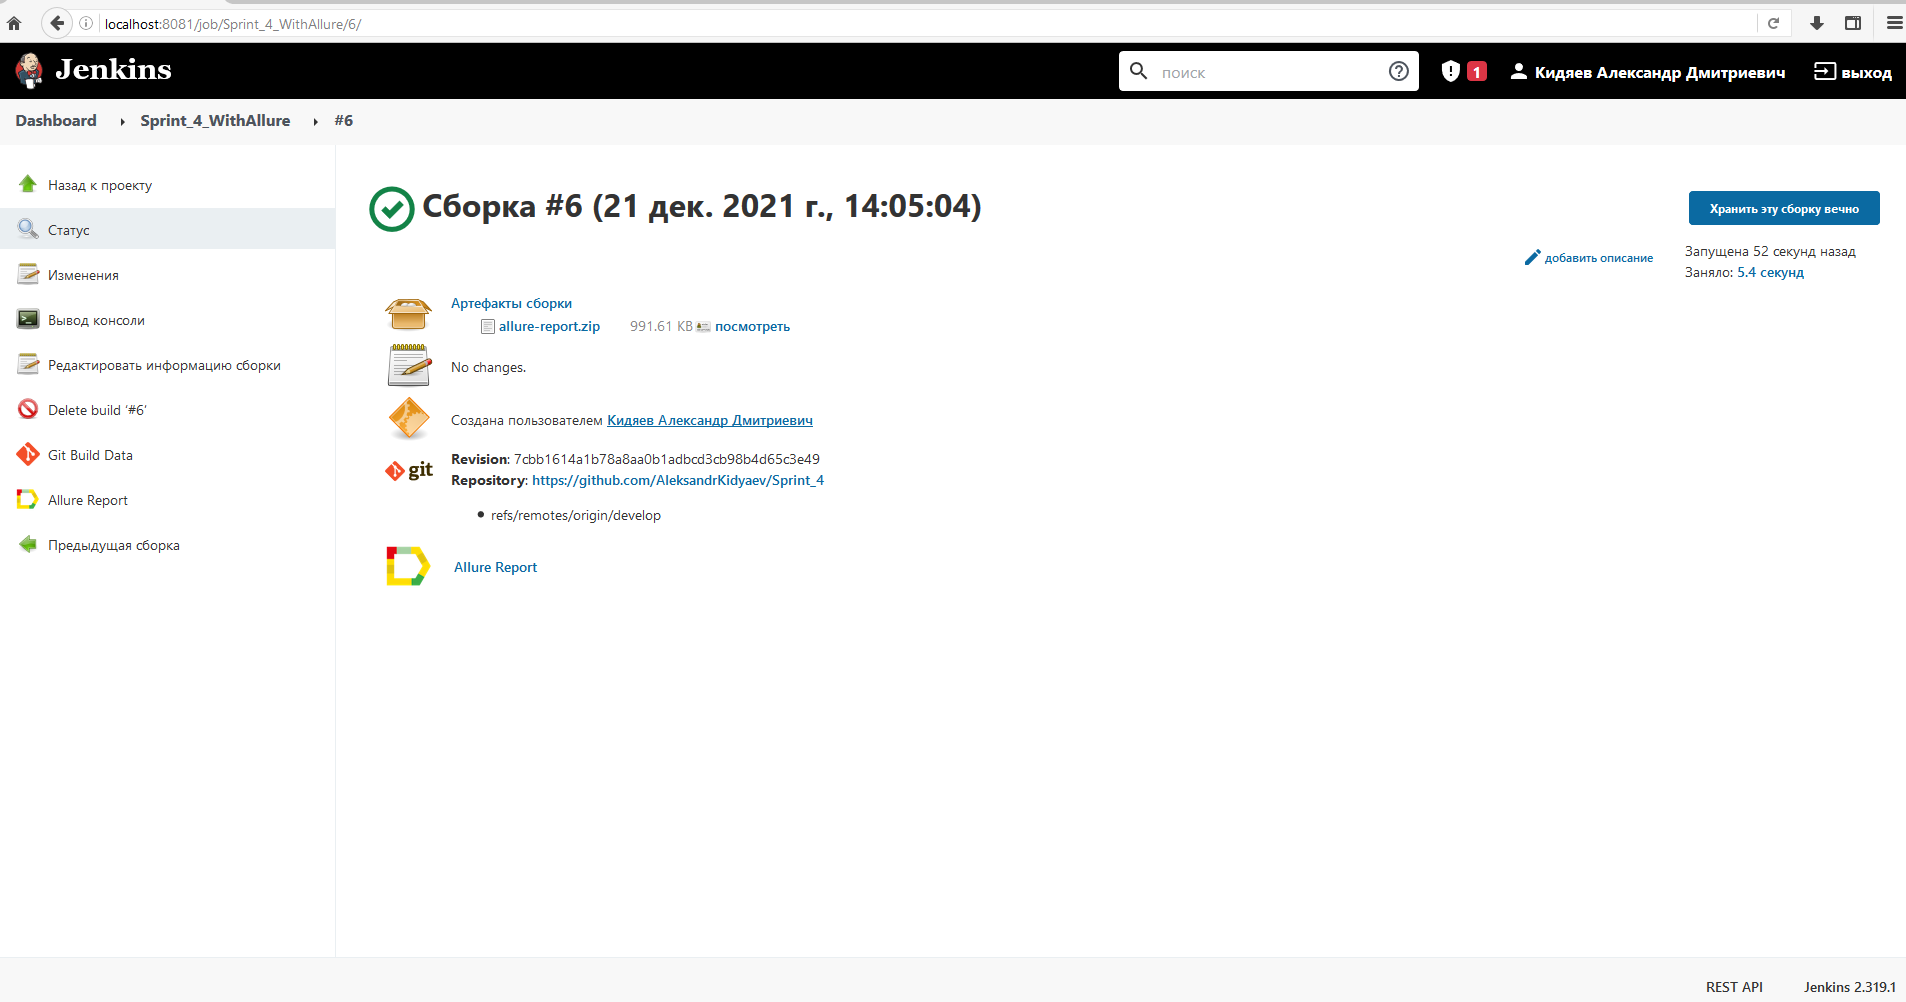 localhost:8081/job/Sprint_4_WithAllure/6/
Jenkins
поиск
1
Кидяев Александр Дмитриевич
выход
Dashboard
Sprint_4_WithAllure
#6
Назад к проекту
Статус
Изменения
Вывод консоли
Редактировать информацию сборки
Delete build ‘#6’
Git Build Data
Allure Report
Предыдущая сборка
Сборка #6 (21 дек. 2021 г., 14:05:04)
Хранить эту сборку вечно
добавить описание
Запущена 52 секунд назад
Заняло: 5.4 секунд
Артефакты сборки
allure-report.zip 991.61 KB посмотреть
No changes.
Создана пользователем Кидяев Александр Дмитриевич
git
Revision: 7cbb1614a1b78a8aa0b1adbcd3cb98b4d65c3e49
Repository: https://github.com/AleksandrKidyaev/Sprint_4
refs/remotes/origin/develop
Allure Report
REST API
Jenkins 2.319.1